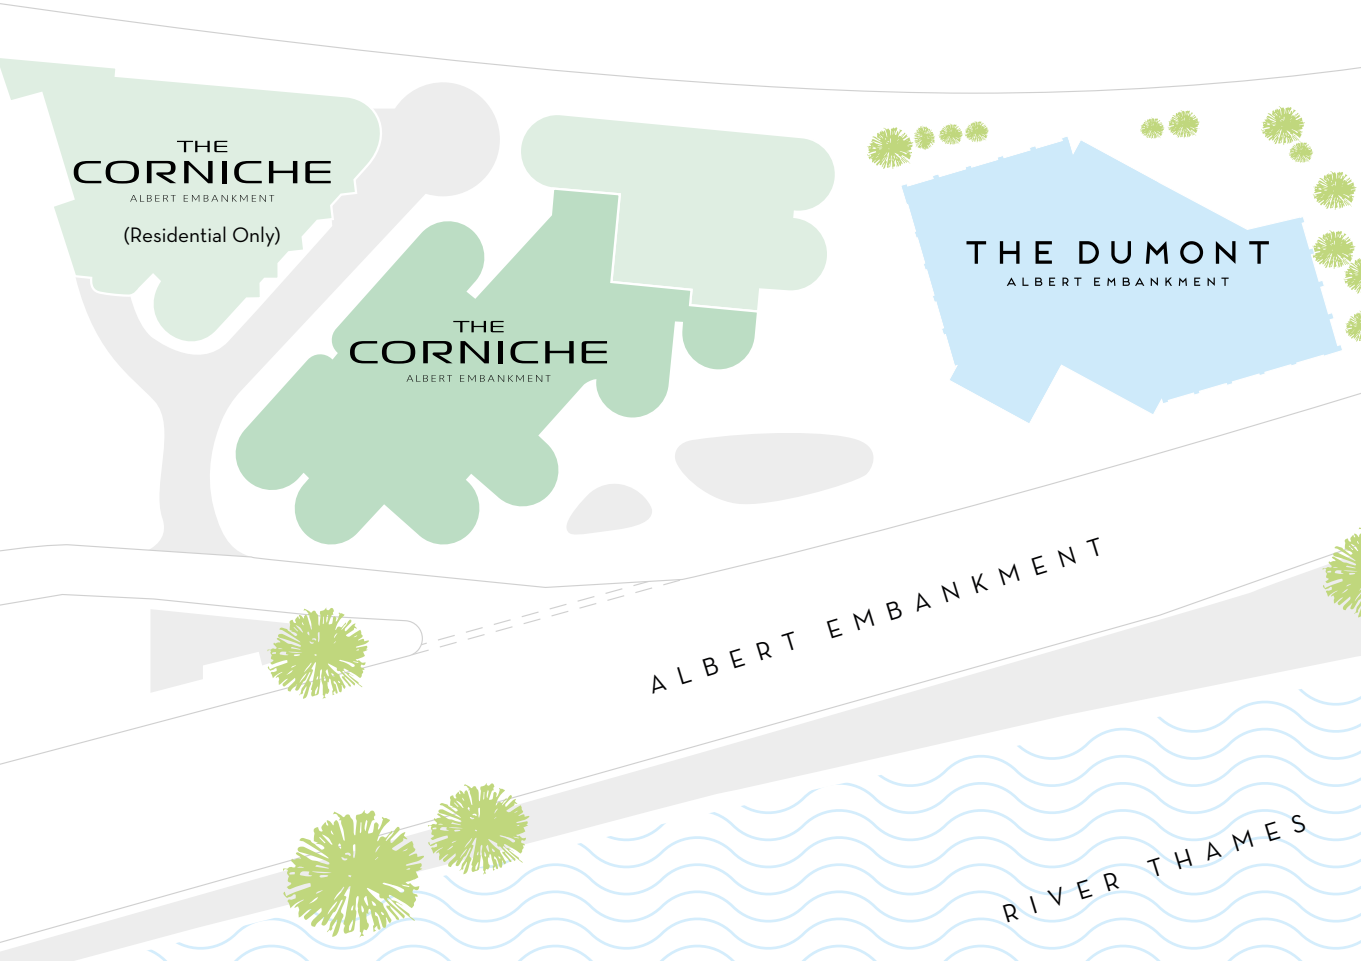 THE
CORNICHE
ALBERT EMBANKMENT
(Residential Only)
THE
CORNICHE
ALBERT EMBANKMENT
THE DUMONT
ALBERT EMBANKMENT
ALBERT EMBANKMENT
RIVER THAMES